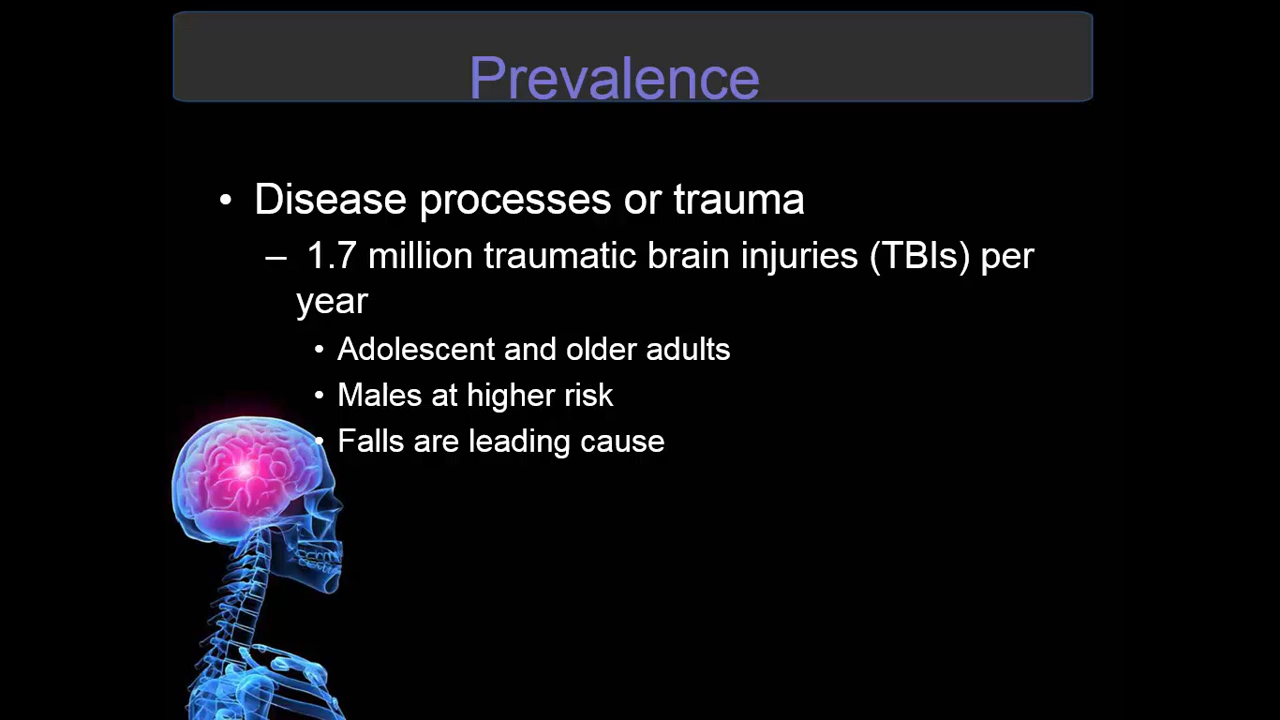 Prevalence
• Disease processes or trauma
– 1.7 million traumatic brain injuries (TBIs) per
year
• Adolescent and older adults
• Males at higher risk
• Falls are leading cause